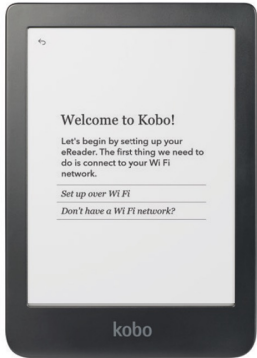 Welcome to Kobo!
Let's begin by setting up your
eReader. The first thing we need to
do is connect to your Wi Fi
network.
Set up over Wi Fi
Don't have a Wi Fi network?
kobo